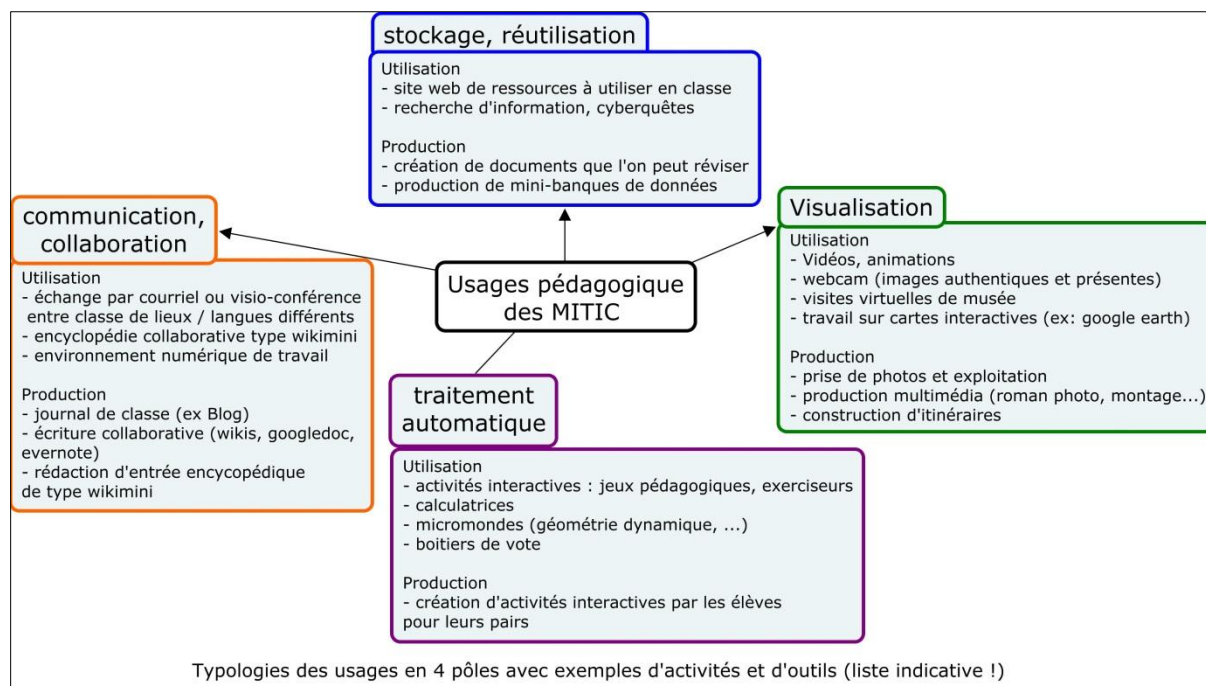 stockage, réutilisation
Utilisation
- site web de ressources à utiliser en classe
- recherche d'information, cyberquêtes
Production
- création de documents que l'on peut réviser
- production de mini-banques de données
communication,
collaboration
Utilisation
- échange par courriel ou visio-conférence
entre classe de lieux / langues différents
- encyclopédie collaborative type wikimini
- environnement numérique de travail
Production
- journal de classe (ex Blog)
- écriture collaborative (wikis, googledoc,
evernote)
- rédaction d'entrée encycopédique
de type wikimini
Usages pédagogique
des MITIC
Visualisation
Utilisation
- Vidéos, animations
- webcam (images authentiques et présentes)
- visites virtuelles de musée
- travail sur cartes interactives (ex: google earth)
Production
- prise de photos et exploitation
- production multimédia (roman photo, montage...)
- construction d'itinéraires
traitement
automatique
Utilisation
- activités interactives : jeux pédagogiques, exerciseurs
- calculatrices
- micromondes (géométrie dynamique, ...)
- boitiers de vote
Production
- création d'activités interactives par les élèves
pour leurs pairs
Typologies des usages en 4 pôles avec exemples d'activités et d'outils (liste indicative !)